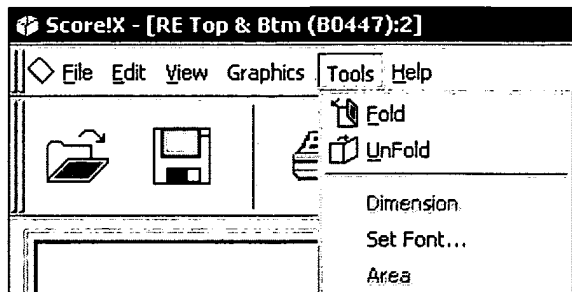 Score!X - [RE Top & Btm (B0447):2]
File Edit View Graphics Tools Help
Fold
UnFold
Dimension
Set Font...
Area